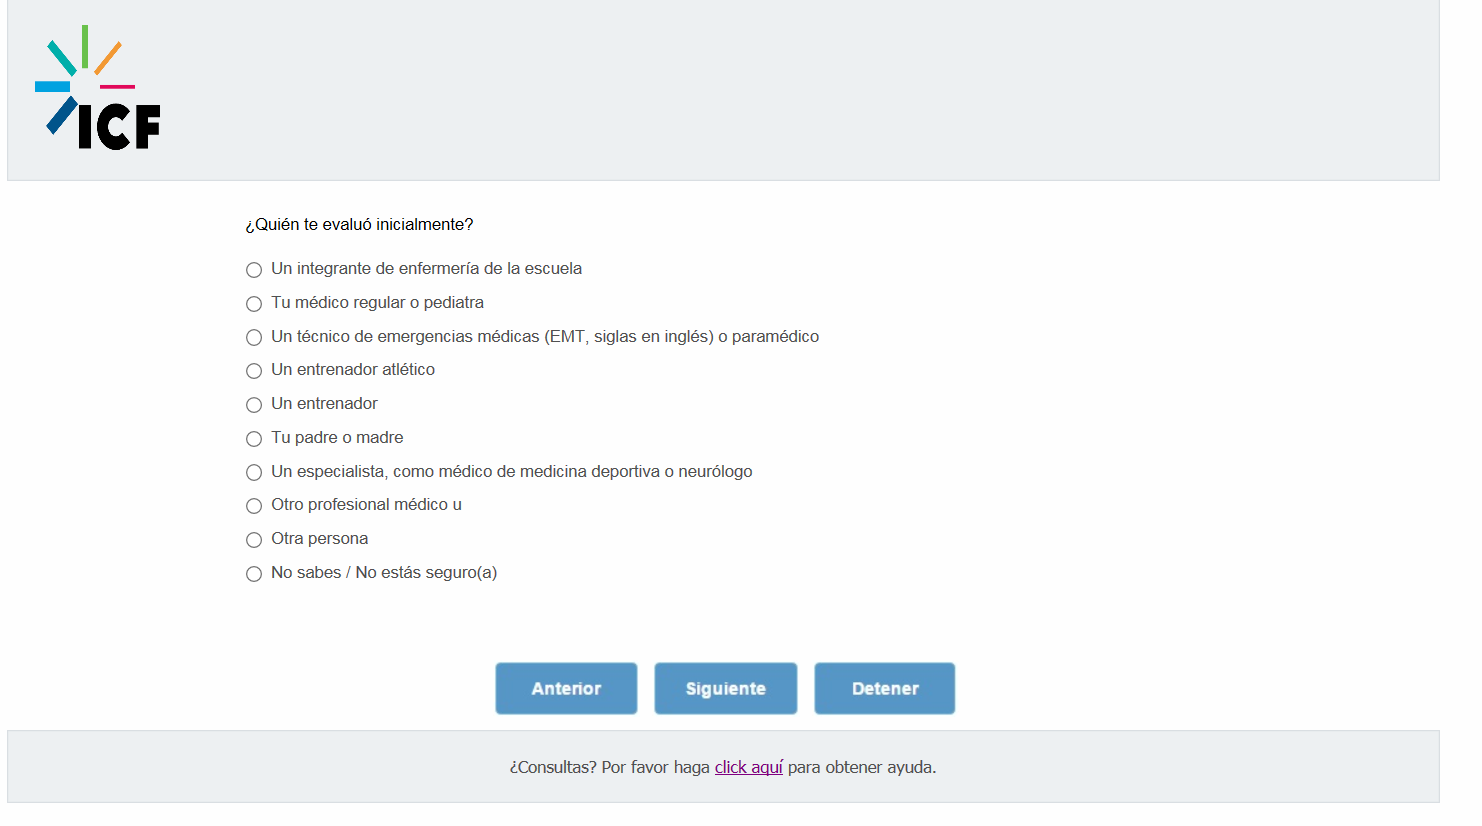 ICF
¿Quién te evaluó inicialmente?
Un integrante de enfermería de la escuela
Tu médico regular o pediatra
Un técnico de emergencias médicas (EMT, siglas en inglés) o paramédico
Un entrenador atlético
Un entrenador
Tu padre o madre
Un especialista, como médico de medicina deportiva o neurólogo
Otro profesional médico u
Otra persona
No sabes / No estás seguro(a)
Anterior Siguiente Detener
¿Consultas? Por favor haga click aquí para obtener ayuda.